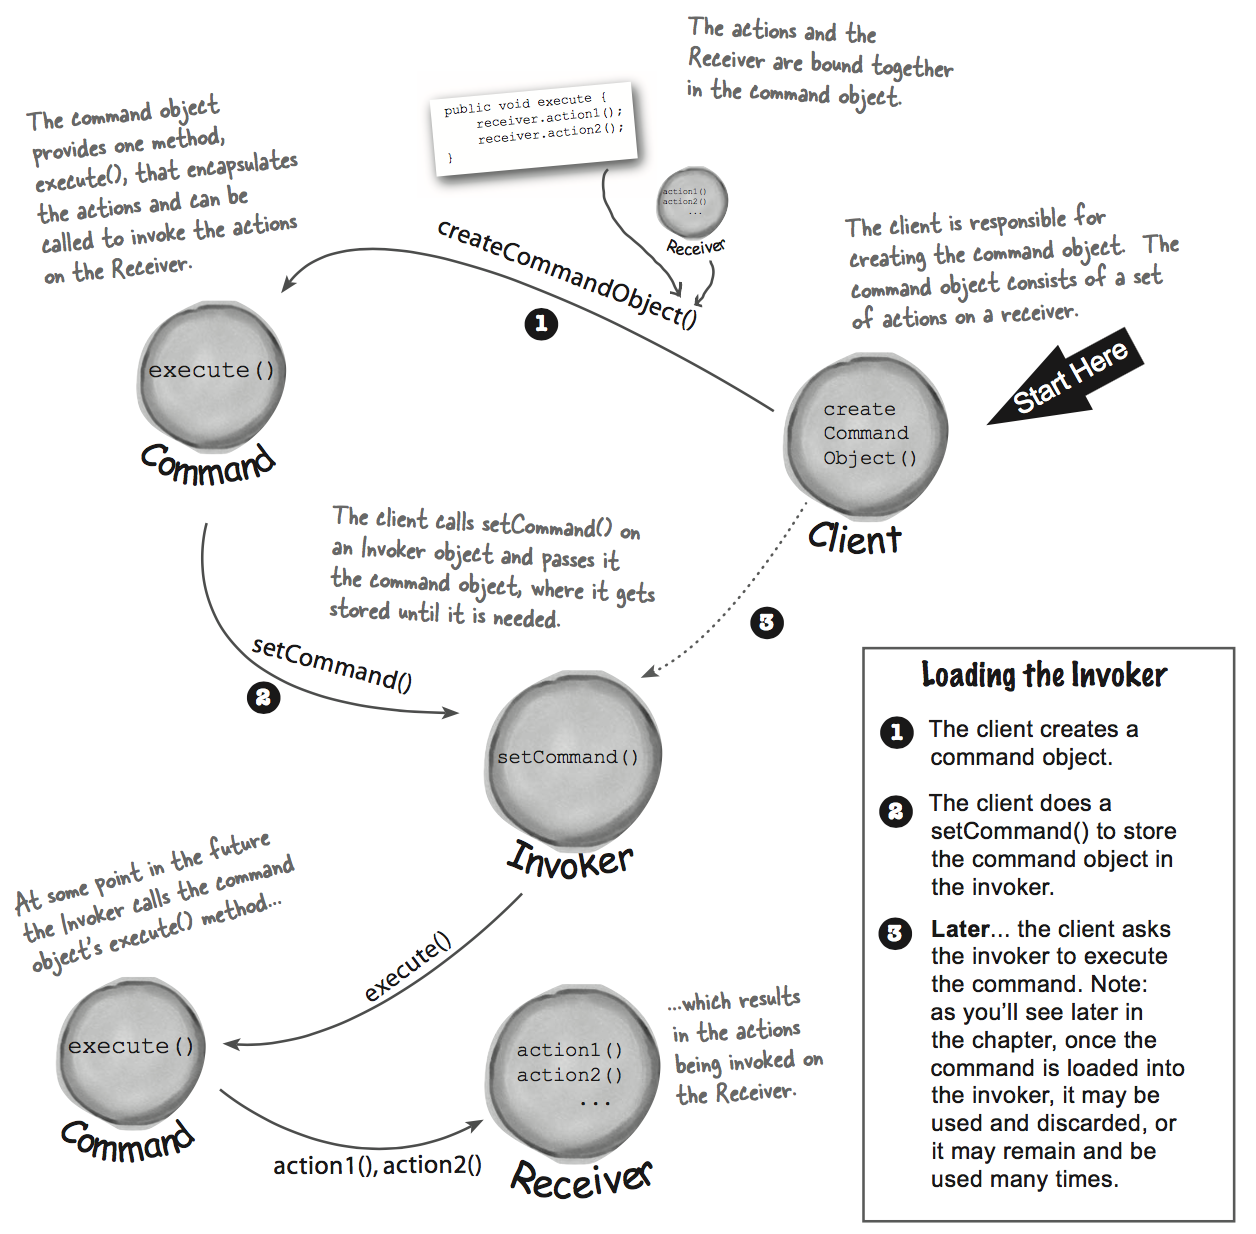 The actions and the
Receiver are bound together
in the command object.
public void execute {
receiver.action1();
receiver.action2();
}
The command object
provides one method,
execute(), that encapsulates
the actions and can be
called to invoke the actions
on the Receiver.
action1()
action2()
...
Receiver
createCommandObject()
1
The client is responsible for
creating the command object. The
command object consists of a set
of actions on a receiver.
Start Here
execute()
Command
create
Command
Object()
Client
The client calls setCommand() on
an Invoker object and passes it
the command object, where it gets
stored until it is needed.
3
setCommand()
2
setCommand()
Invoker
Loading the Invoker
1 The client creates a
command object.
2 The client does a
setCommand() to store
the command object in
the invoker.
3 Later... the client asks
the invoker to execute
the command. Note:
as you'll see later in
the chapter, once the
command is loaded into
the invoker, it may be
used and discarded, or
it may remain and be
used many times.
At some point in the future
the Invoker calls the command
object's execute() method...
execute()
execute()
Command
action1(), action2()
action1()
action2()
...
Receiver
...which results
in the actions
being invoked on
the Receiver.